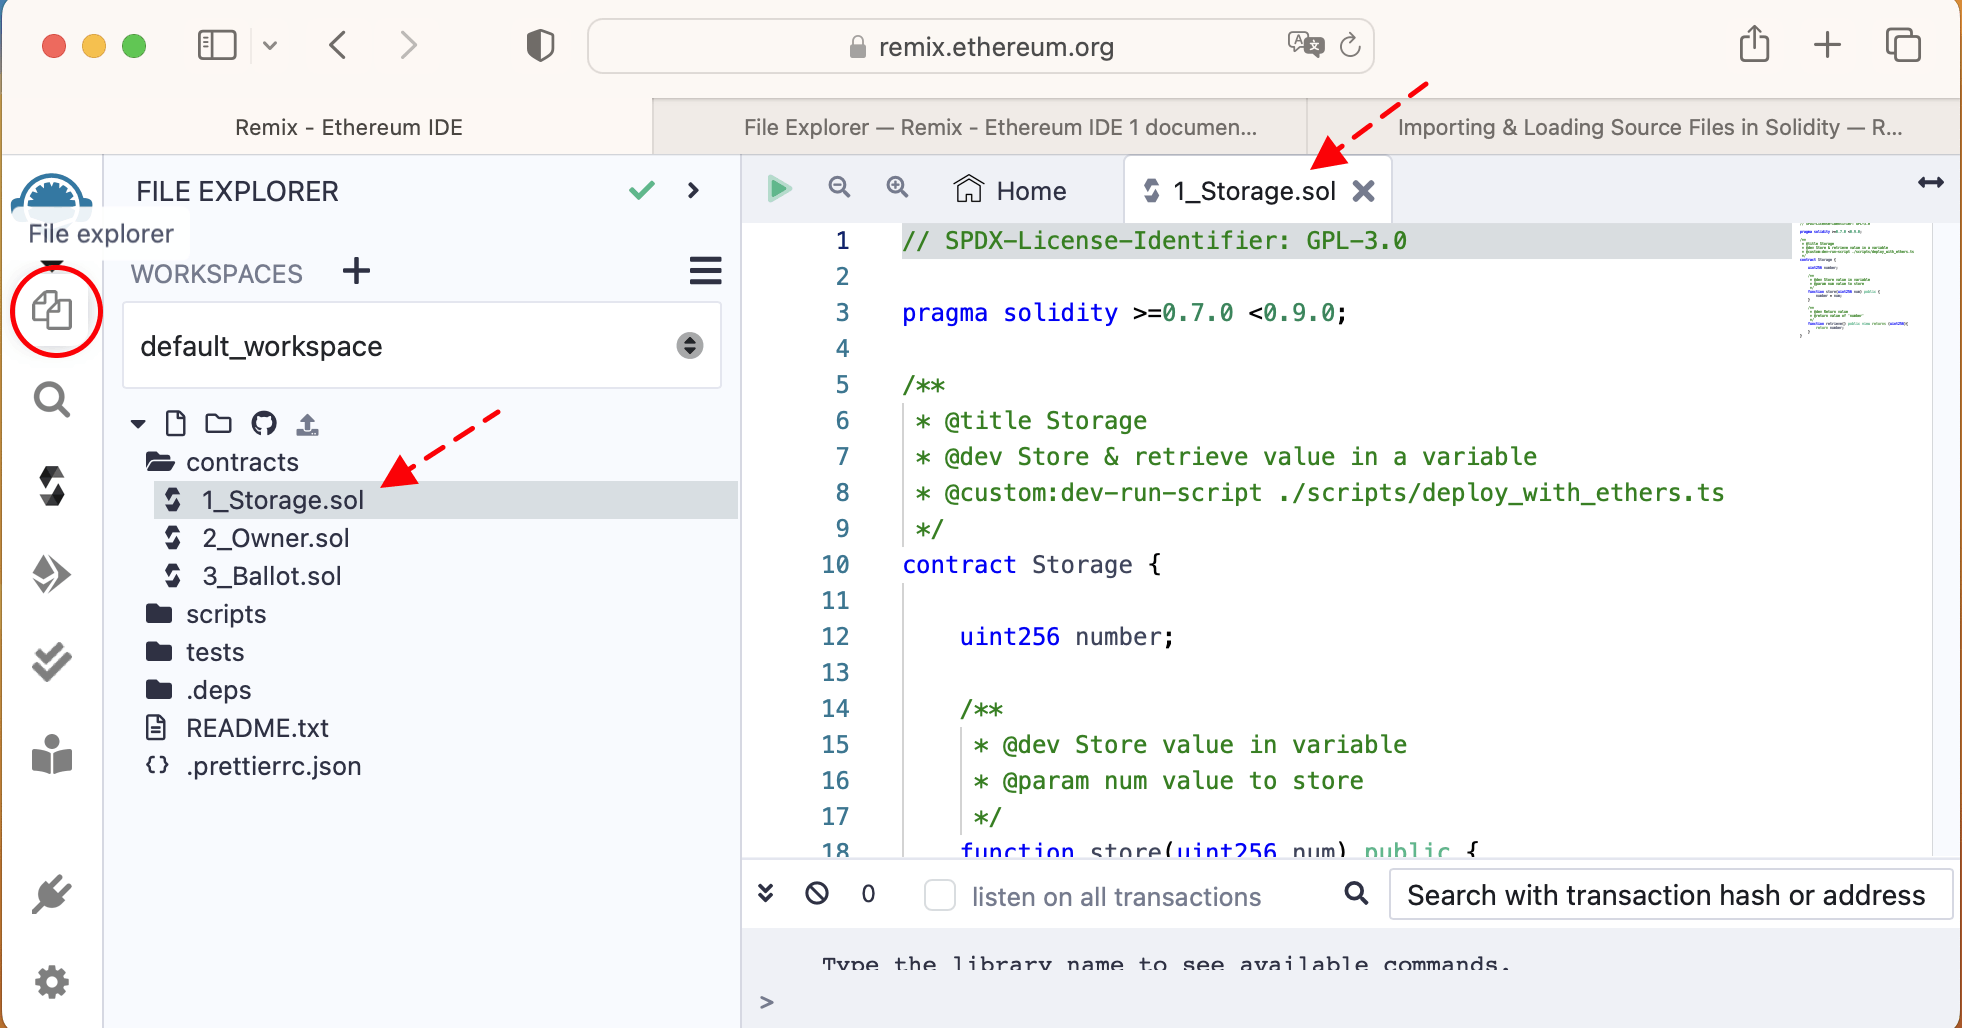 remix.ethereum.org
Remix - Ethereum IDE
File Explorer — Remix - Ethereum IDE 1 documen...
Importing & Loading Source Files in Solidity — R...
FILE EXPLORER
File explorer
WORKSPACES
default_workspace
contracts
1_Storage.sol
2_Owner.sol
3_Ballot.sol
scripts
tests
.deps
README.txt
.prettierrc.json
Home
1_Storage.sol
1 // SPDX-License-Identifier: GPL-3.0
2
3 pragma solidity >=0.7.0 <0.9.0;
4
5 /**
6 * @title Storage
7 * @dev Store & retrieve value in a variable
8 * @custom:dev-run-script ./scripts/deploy_with_ethers.ts
9 */
10 contract Storage {
11
12 uint256 number;
13
14 /**
15 * @dev Store value in variable
16 * @param num value to store
17 */
18 function store(uint256 num) public {
0
listen on all transactions
Search with transaction hash or address
Type the library name to see available commands.
>